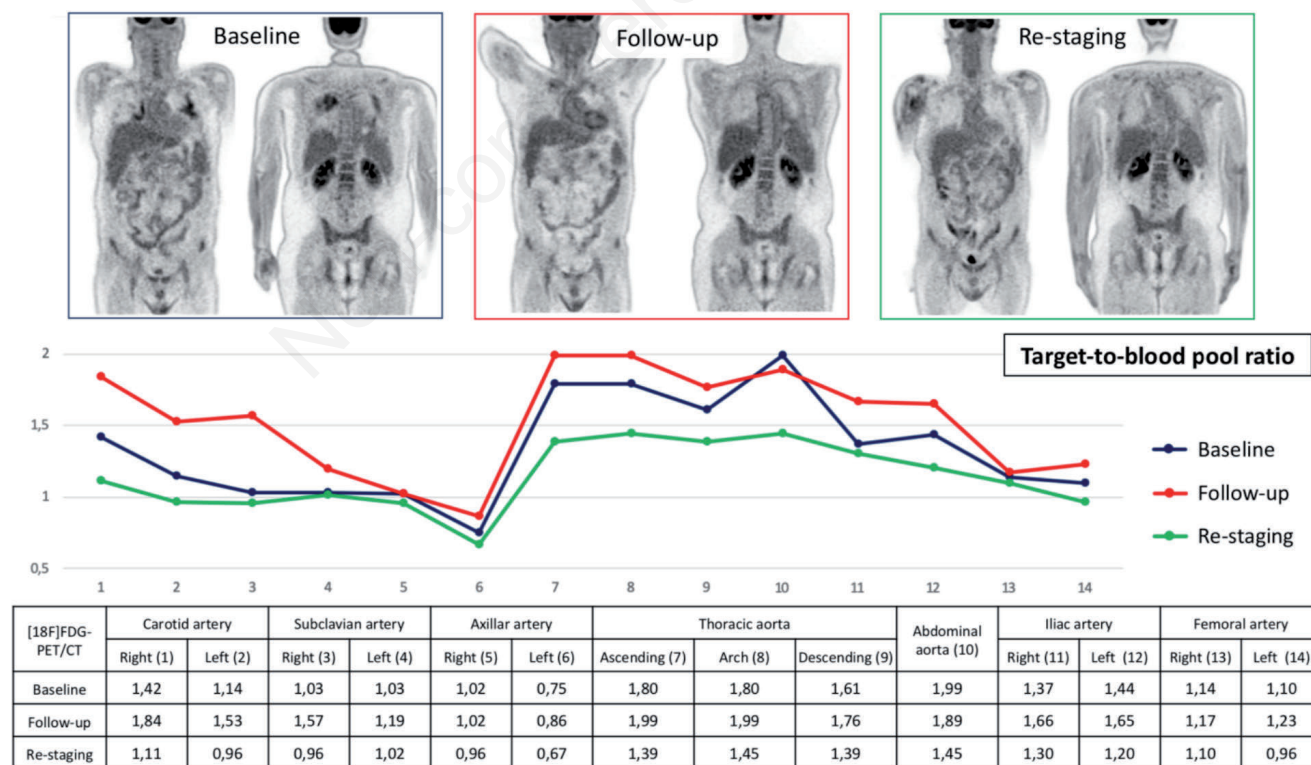 Baseline
Follow-up
Re-staging
Target-to-blood pool ratio
2
1,5
1
0,5
1 2 3 4 5 6 7 8 9 10 11 12 13 14
Baseline
Follow-up
Re-staging
[18F]FDG-PET/CT Carotid artery Subclavian artery Axillar artery Thoracic aorta Abdominal aorta (10) Iliac artery Femoral artery
Right (1) Left (2) Right (3) Left (4) Right (5) Left (6) Ascending (7) Arch (8) Descending (9) Right (11) Left (12) Right (13) Left (14)
Baseline 1,42 1,14 1,03 1,03 1,02 0,75 1,80 1,80 1,61 1,99 1,37 1,44 1,14 1,10
Follow-up 1,84 1,53 1,57 1,19 1,02 0,86 1,99 1,99 1,76 1,89 1,66 1,65 1,17 1,23
Re-staging 1,11 0,96 0,96 1,02 0,96 0,67 1,39 1,45 1,39 1,45 1,30 1,20 1,10 0,96